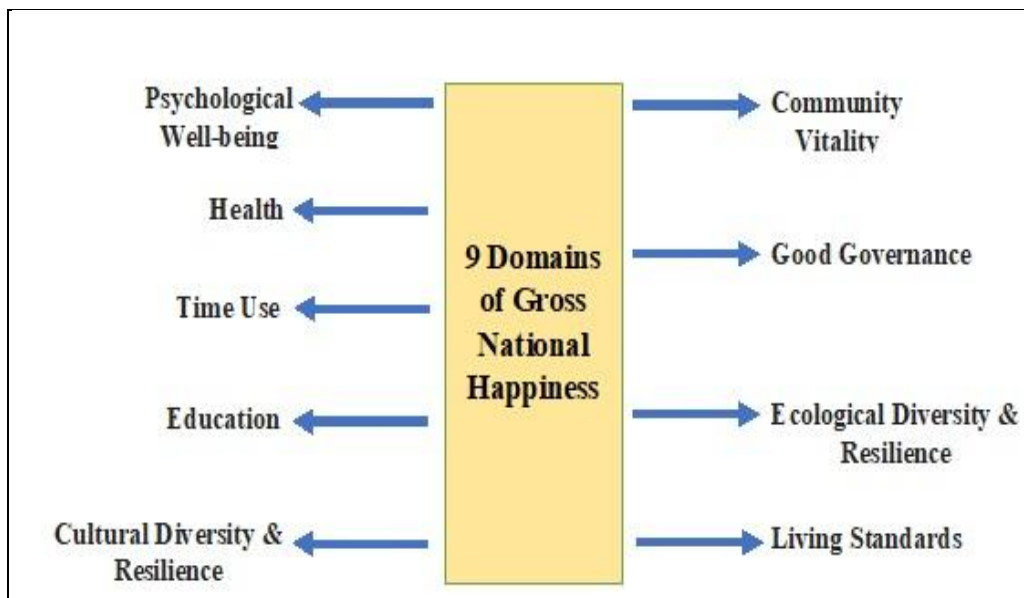 Psychological
Well-being
Health
Time Use
Education
Cultural Diversity &
Resilience
9 Domains
of Gross
National
Happiness
Community
Vitality
Good Governance
Ecological Diversity &
Resilience
Living Standards